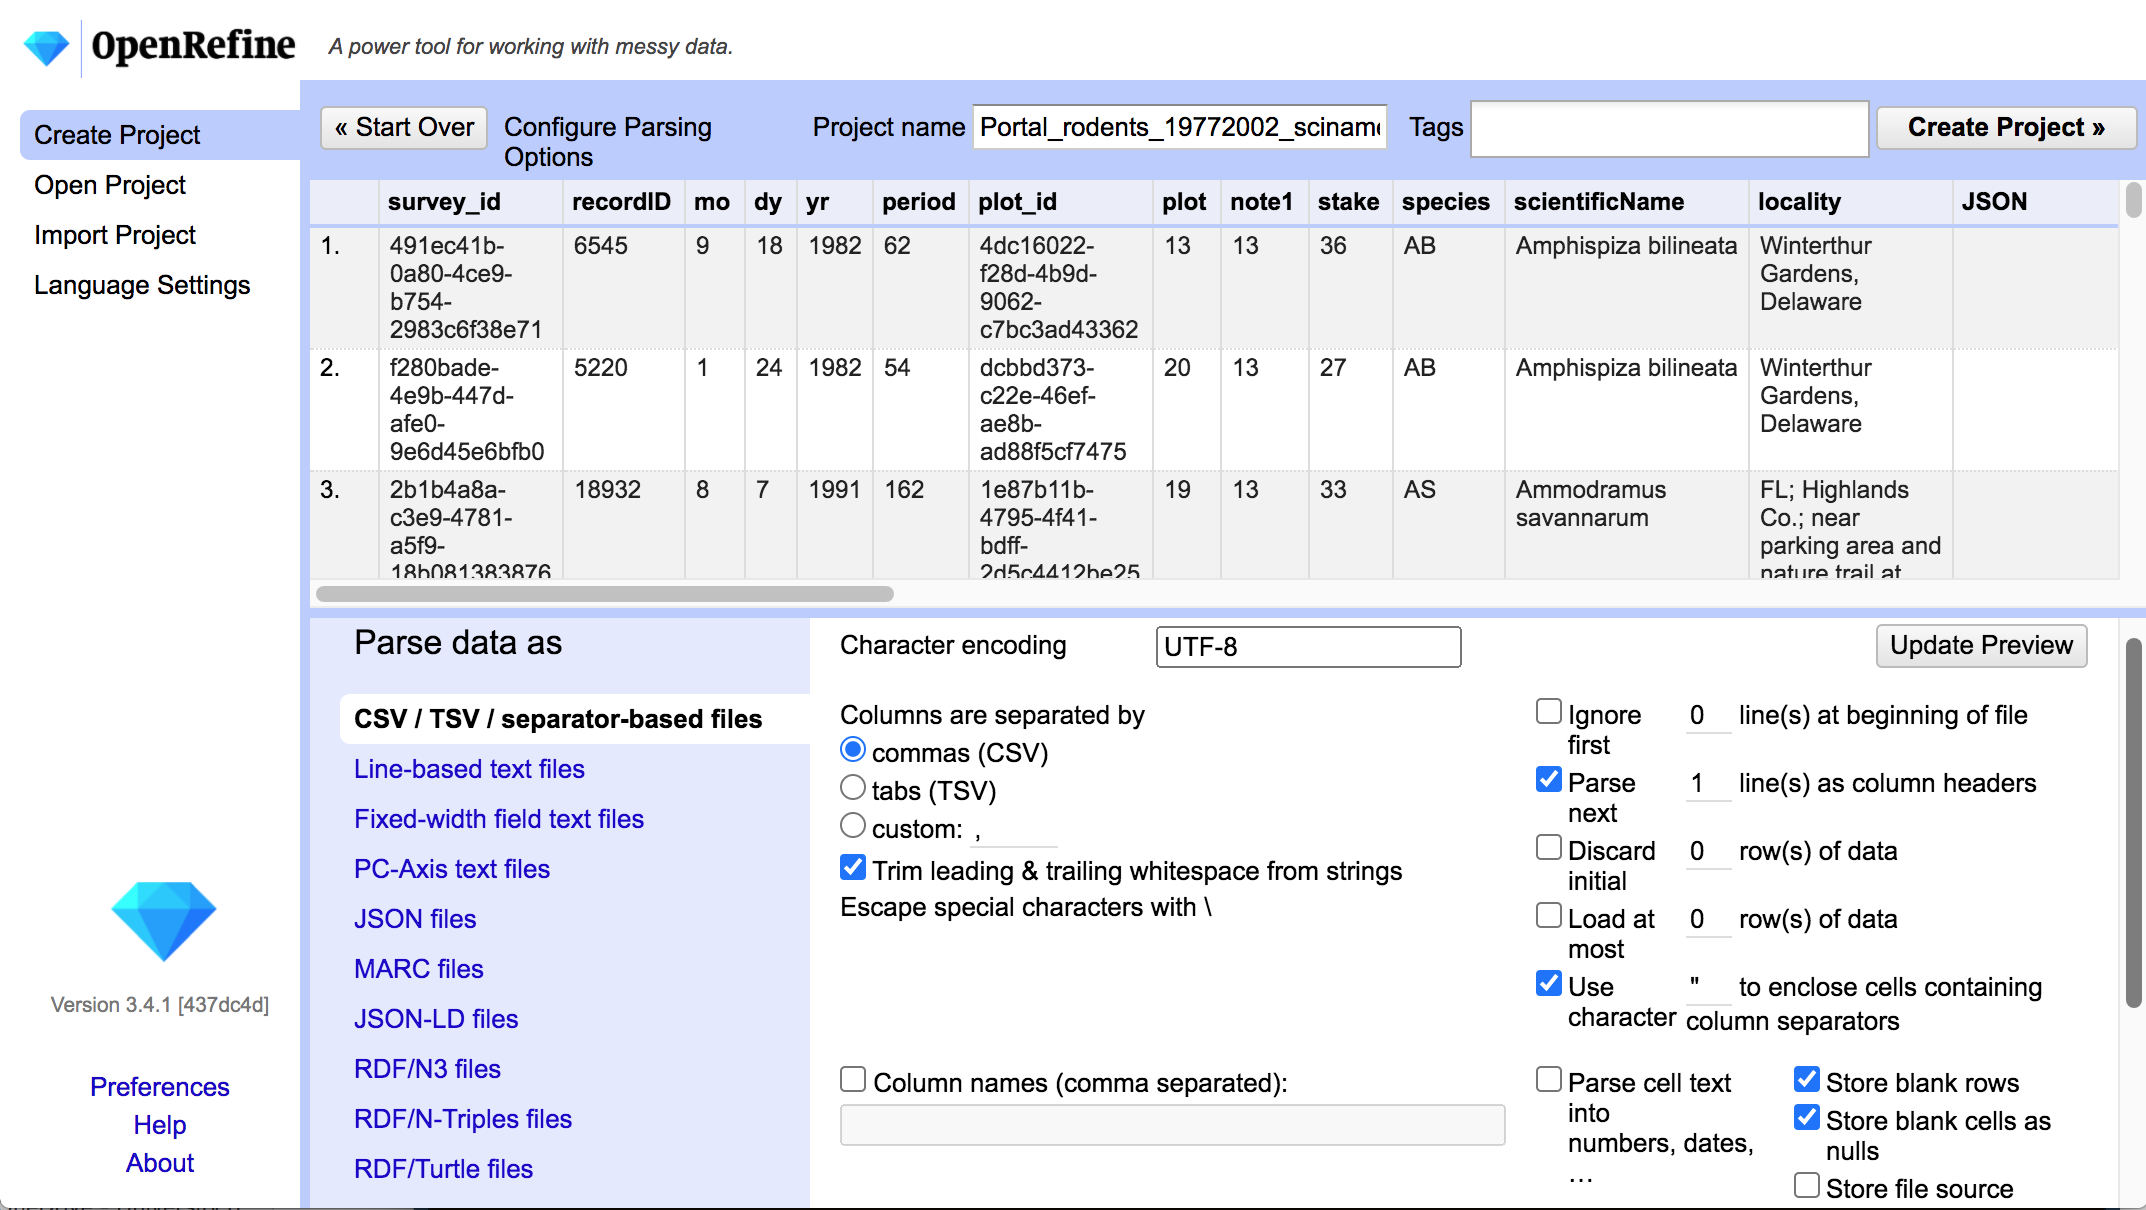 OpenRefine
A power tool for working with messy data.
Create Project
Open Project
Import Project
Language Settings
Version 3.4.1 [437dc4d]
Preferences
Help
About
« Start Over
Configure Parsing
Options
Project name
Portal_rodents_19772002_scinam
Tags
Create Project »
survey_id recordID mo dy yr period plot_id plot note1 stake species scientificName locality JSON
1. 491ec41b- 6545 9 18 1982 62 4dc16022- 13 13 36 AB Amphispiza bilineata Winterthur
0a80-4ce9- f28d-4b9d- Gardens,
b754- 9062- Delaware
2983c6f38e71 c7bc3ad43362
2. f280bade- 5220 1 24 1982 54 dcbbd373- 20 13 27 AB Amphispiza bilineata Winterthur
4e9b-447d- c22e-46ef- Gardens,
afe0- ae8b- Delaware
9e6d45e6bfb0 ad88f5cf7475
3. 2b1b4a8a- 18932 8 7 1991 162 1e87b11b- 19 13 33 AS Ammodramus FL; Highlands
c3e9-4781- 4795-4f41- savannarum Co.; near
a5f9- bdff- parking area and
18b081383876 2d5c4412be25 nature trail at
Parse data as
CSV / TSV / separator-based files
Line-based text files
Fixed-width field text files
PC-Axis text files
JSON files
MARC files
JSON-LD files
RDF/N3 files
RDF/N-Triples files
RDF/Turtle files
Character encoding UTF-8
Update Preview
Columns are separated by
commas (CSV)
tabs (TSV)
custom: ,
Trim leading & trailing whitespace from strings
Escape special characters with \
Column names (comma separated):
Ignore 0 line(s) at beginning of file
first
Parse 1 line(s) as column headers
next
Discard 0 row(s) of data
initial
Load at 0 row(s) of data
most
Use " to enclose cells containing
character column separators
Parse cell text
into
numbers, dates,
…
Store blank rows
Store blank cells as
nulls
Store file source